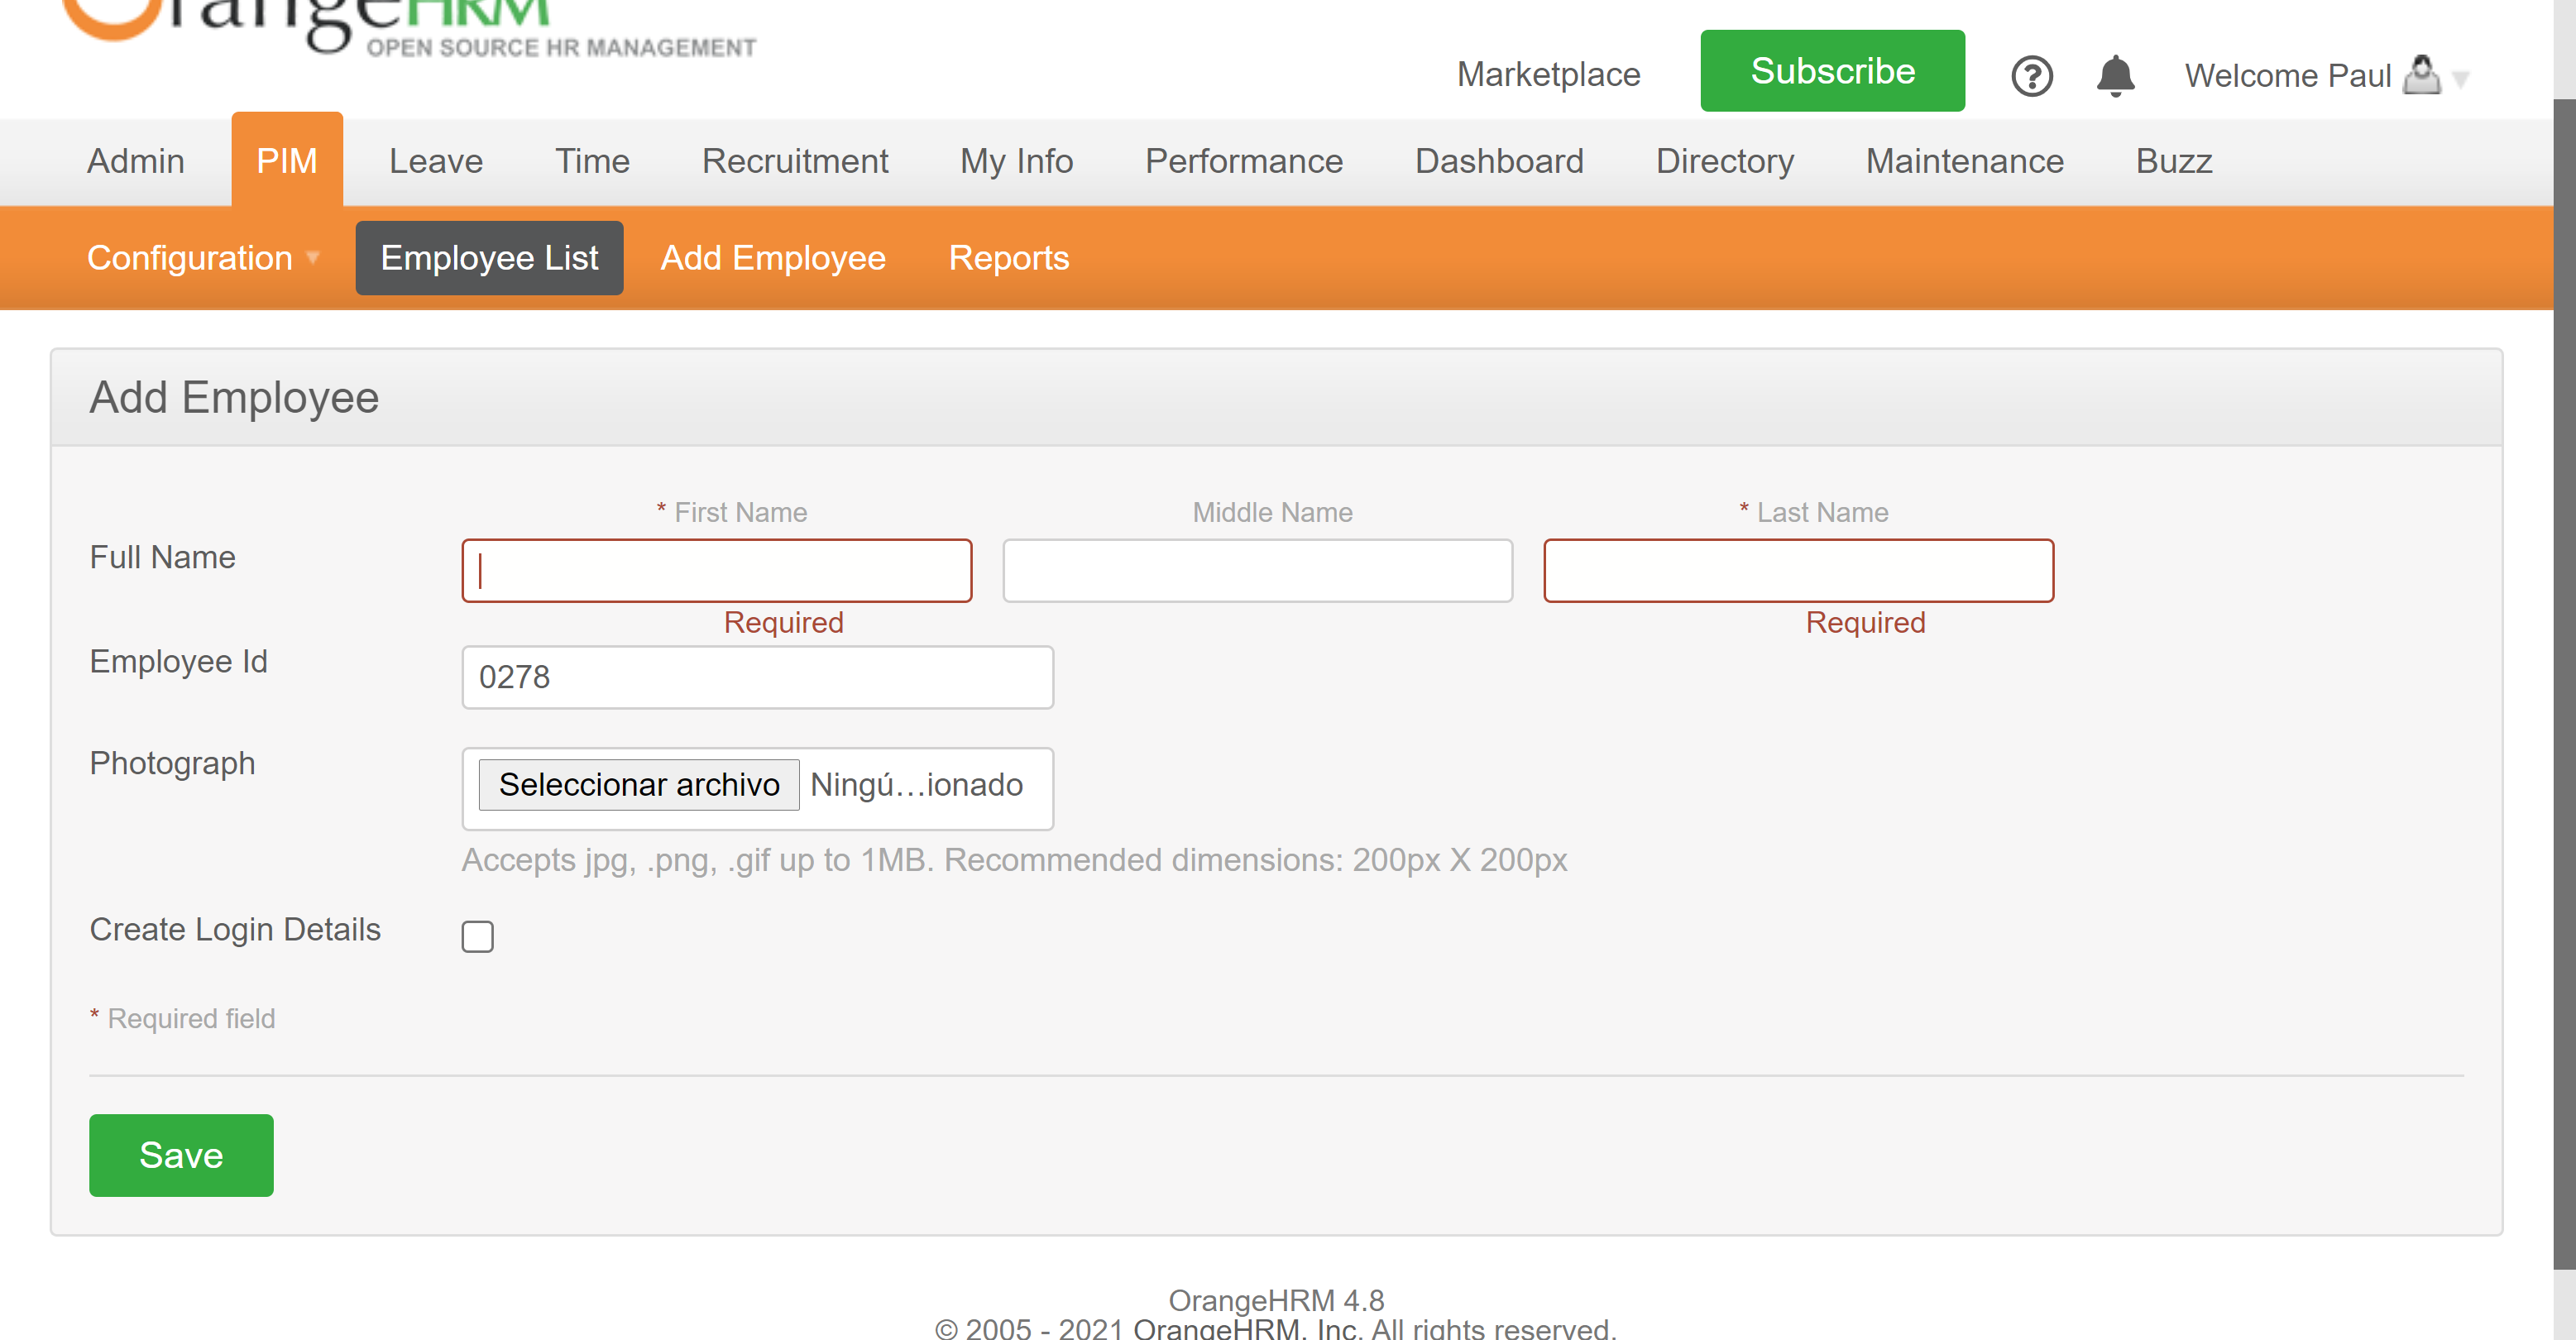 OrangeHRM
OPEN SOURCE HR MANAGEMENT
Marketplace Subscribe ? Welcome Paul
Admin PIM Leave Time Recruitment My Info Performance Dashboard Directory Maintenance Buzz
Configuration Employee List Add Employee Reports
Add Employee
* First Name Middle Name * Last Name
Full Name
Required Required
Employee Id 0278
Photograph Seleccionar archivo Ningú…ionado
Accepts jpg, .png, .gif up to 1MB. Recommended dimensions: 200px X 200px
Create Login Details
* Required field
Save
OrangeHRM 4.8
© 2005 - 2021 OrangeHRM, Inc. All rights reserved.